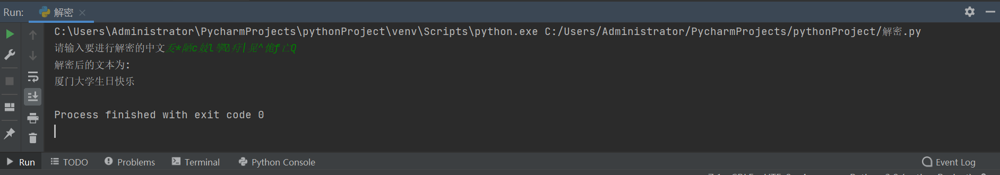 Run: 解密
C:\Users\Administrator\PycharmProjects\pythonProject\venv\Scripts\python.exe C:/Users/Administrator/PycharmProjects/pythonProject/解密.py
请输入要进行解密的中文
解密后的文本为:
厦门大学生日快乐
Process finished with exit code 0
Run TODO Problems Terminal Python Console Event Log